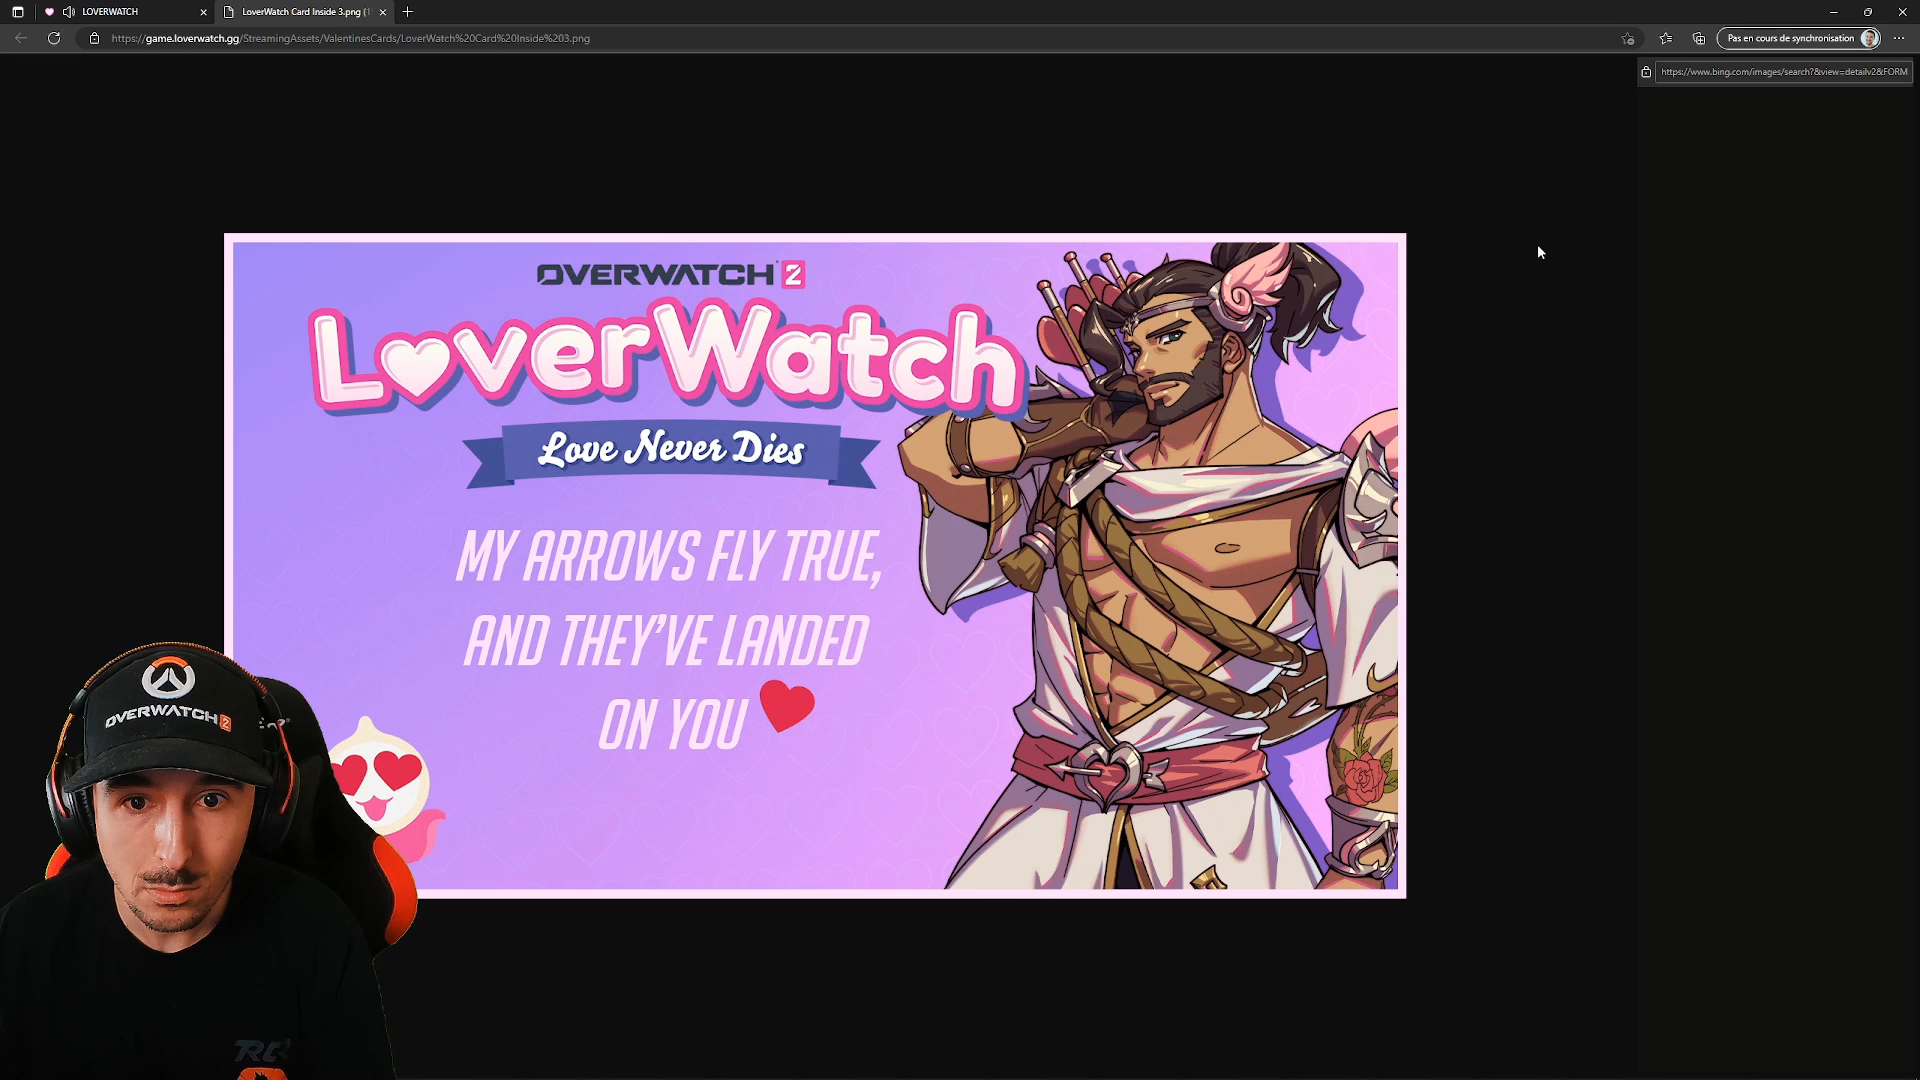 LOVERWATCH
LoverWatch Card Inside 3.png (1
https://game.loverwatch.gg/StreamingAssets/ValentinesCards/LoverWatch%20Card%20Inside%203.png
Pas en cours de synchronisation
https://www.bing.com/images/search?&view=detailv2&FORM
OVERWATCH 2
LoverWatch
Love Never Dies
MY ARROWS FLY TRUE,
AND THEY'VE LANDED
ON YOU
OVERWATCH 2